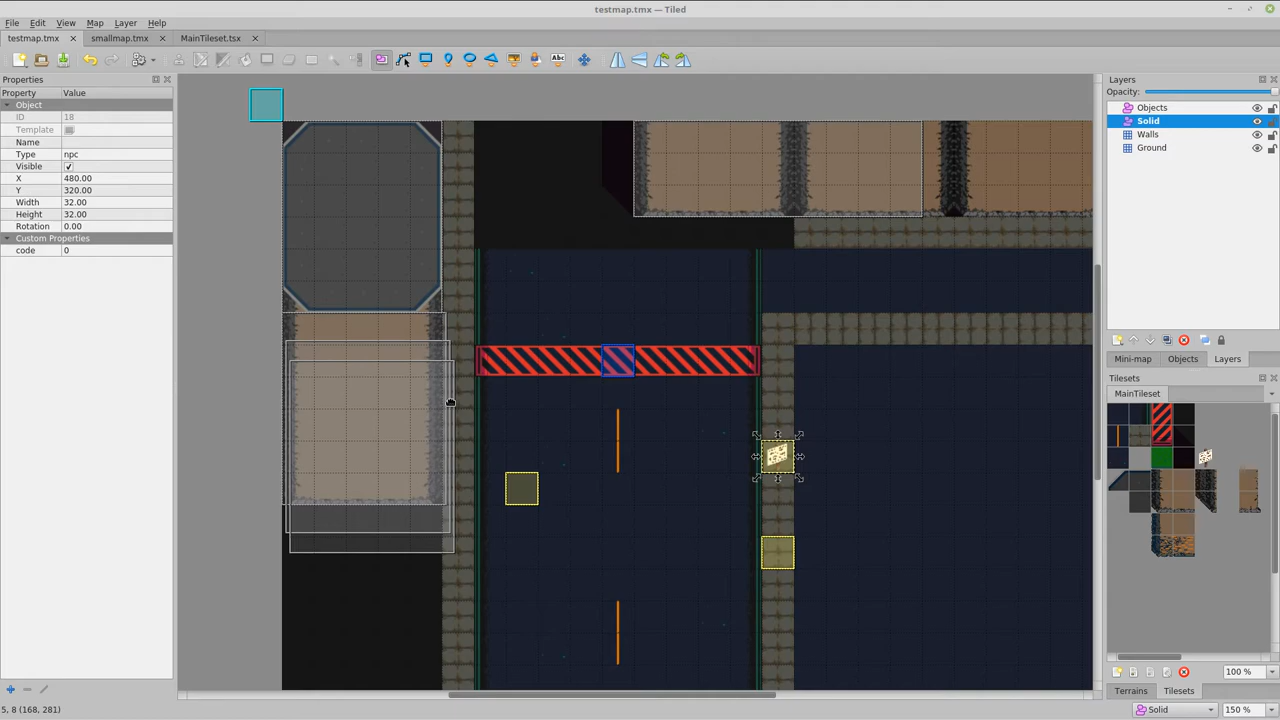 testmap.tmx — Tiled
File Edit View Map Layer Help
testmap.tmx smallmap.tmx MainTileset.tsx
Abc
Properties
Property Value
Object
ID 18
Template
Name
Type npc
Visible
X 480.00
Y 320.00
Width 32.00
Height 32.00
Rotation 0.00
Custom Properties
code 0
Layers
Opacity:
Objects
Solid
Walls
Ground
Mini-map Objects Layers
Tilesets
MainTileset
100 %
Terrains Tilesets
5, 8 (168, 281)
Solid 150 %